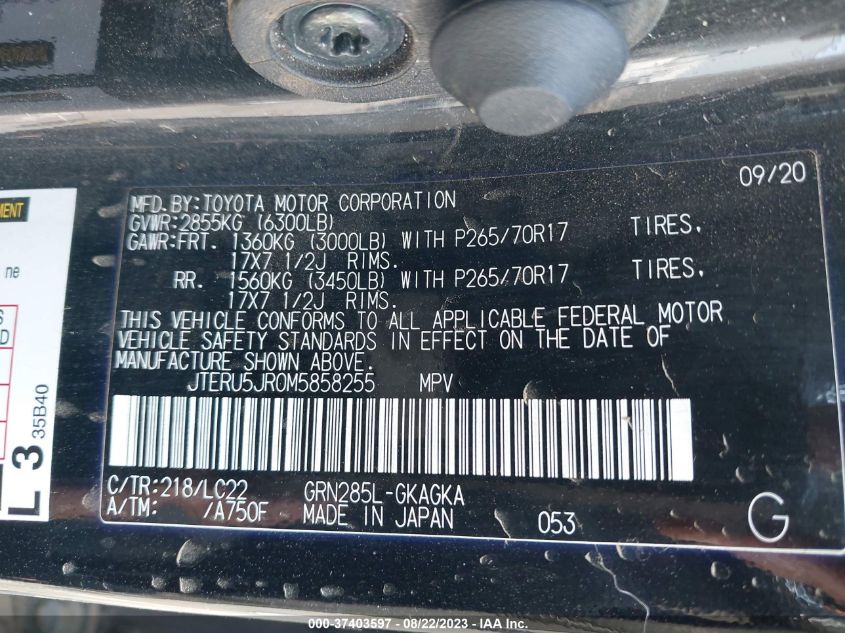 09/20
MFD.BY:TOYOTA MOTOR CORPORATION
GVWR:2855KG (6300LB)
GAWR:FRT. 1360KG (3000LB) WITH P265/70R17 TIRES.
17X7 1/2J RIMS.
RR. 1560KG (3450LB) WITH P265/70R17 TIRES.
17X7 1/2J RIMS.
THIS VEHICLE CONFORMS TO ALL APPLICABLE FEDERAL MOTOR
VEHICLE SAFETY STANDARDS IN EFFECT ON THE DATE OF
MANUFACTURE SHOWN ABOVE.
JTERU5JR0M5858255 MPV
C/TR:218/LC22 GRN285L-GKAGKA
A/TM: /A750F MADE IN JAPAN 053 G
ne
L 3 35B40
000-37403597 - 08/22/2023 - IAA Inc.